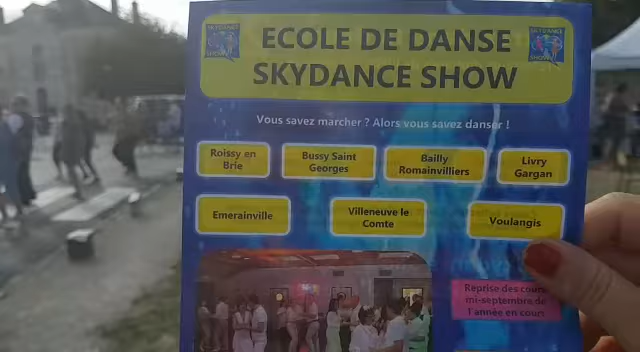 ECOLE DE DANSE
SKYDANCE SHOW
Vous savez marcher ? Alors vous savez danser !
Roissy en
Brie
Bussy Saint
Georges
Bailly
Romainvilliers
Livry
Gargan
Emerainville
Villeneuve le
Comte
Voulangis
Reprise des cours
mi-septembre de
l'année en cours